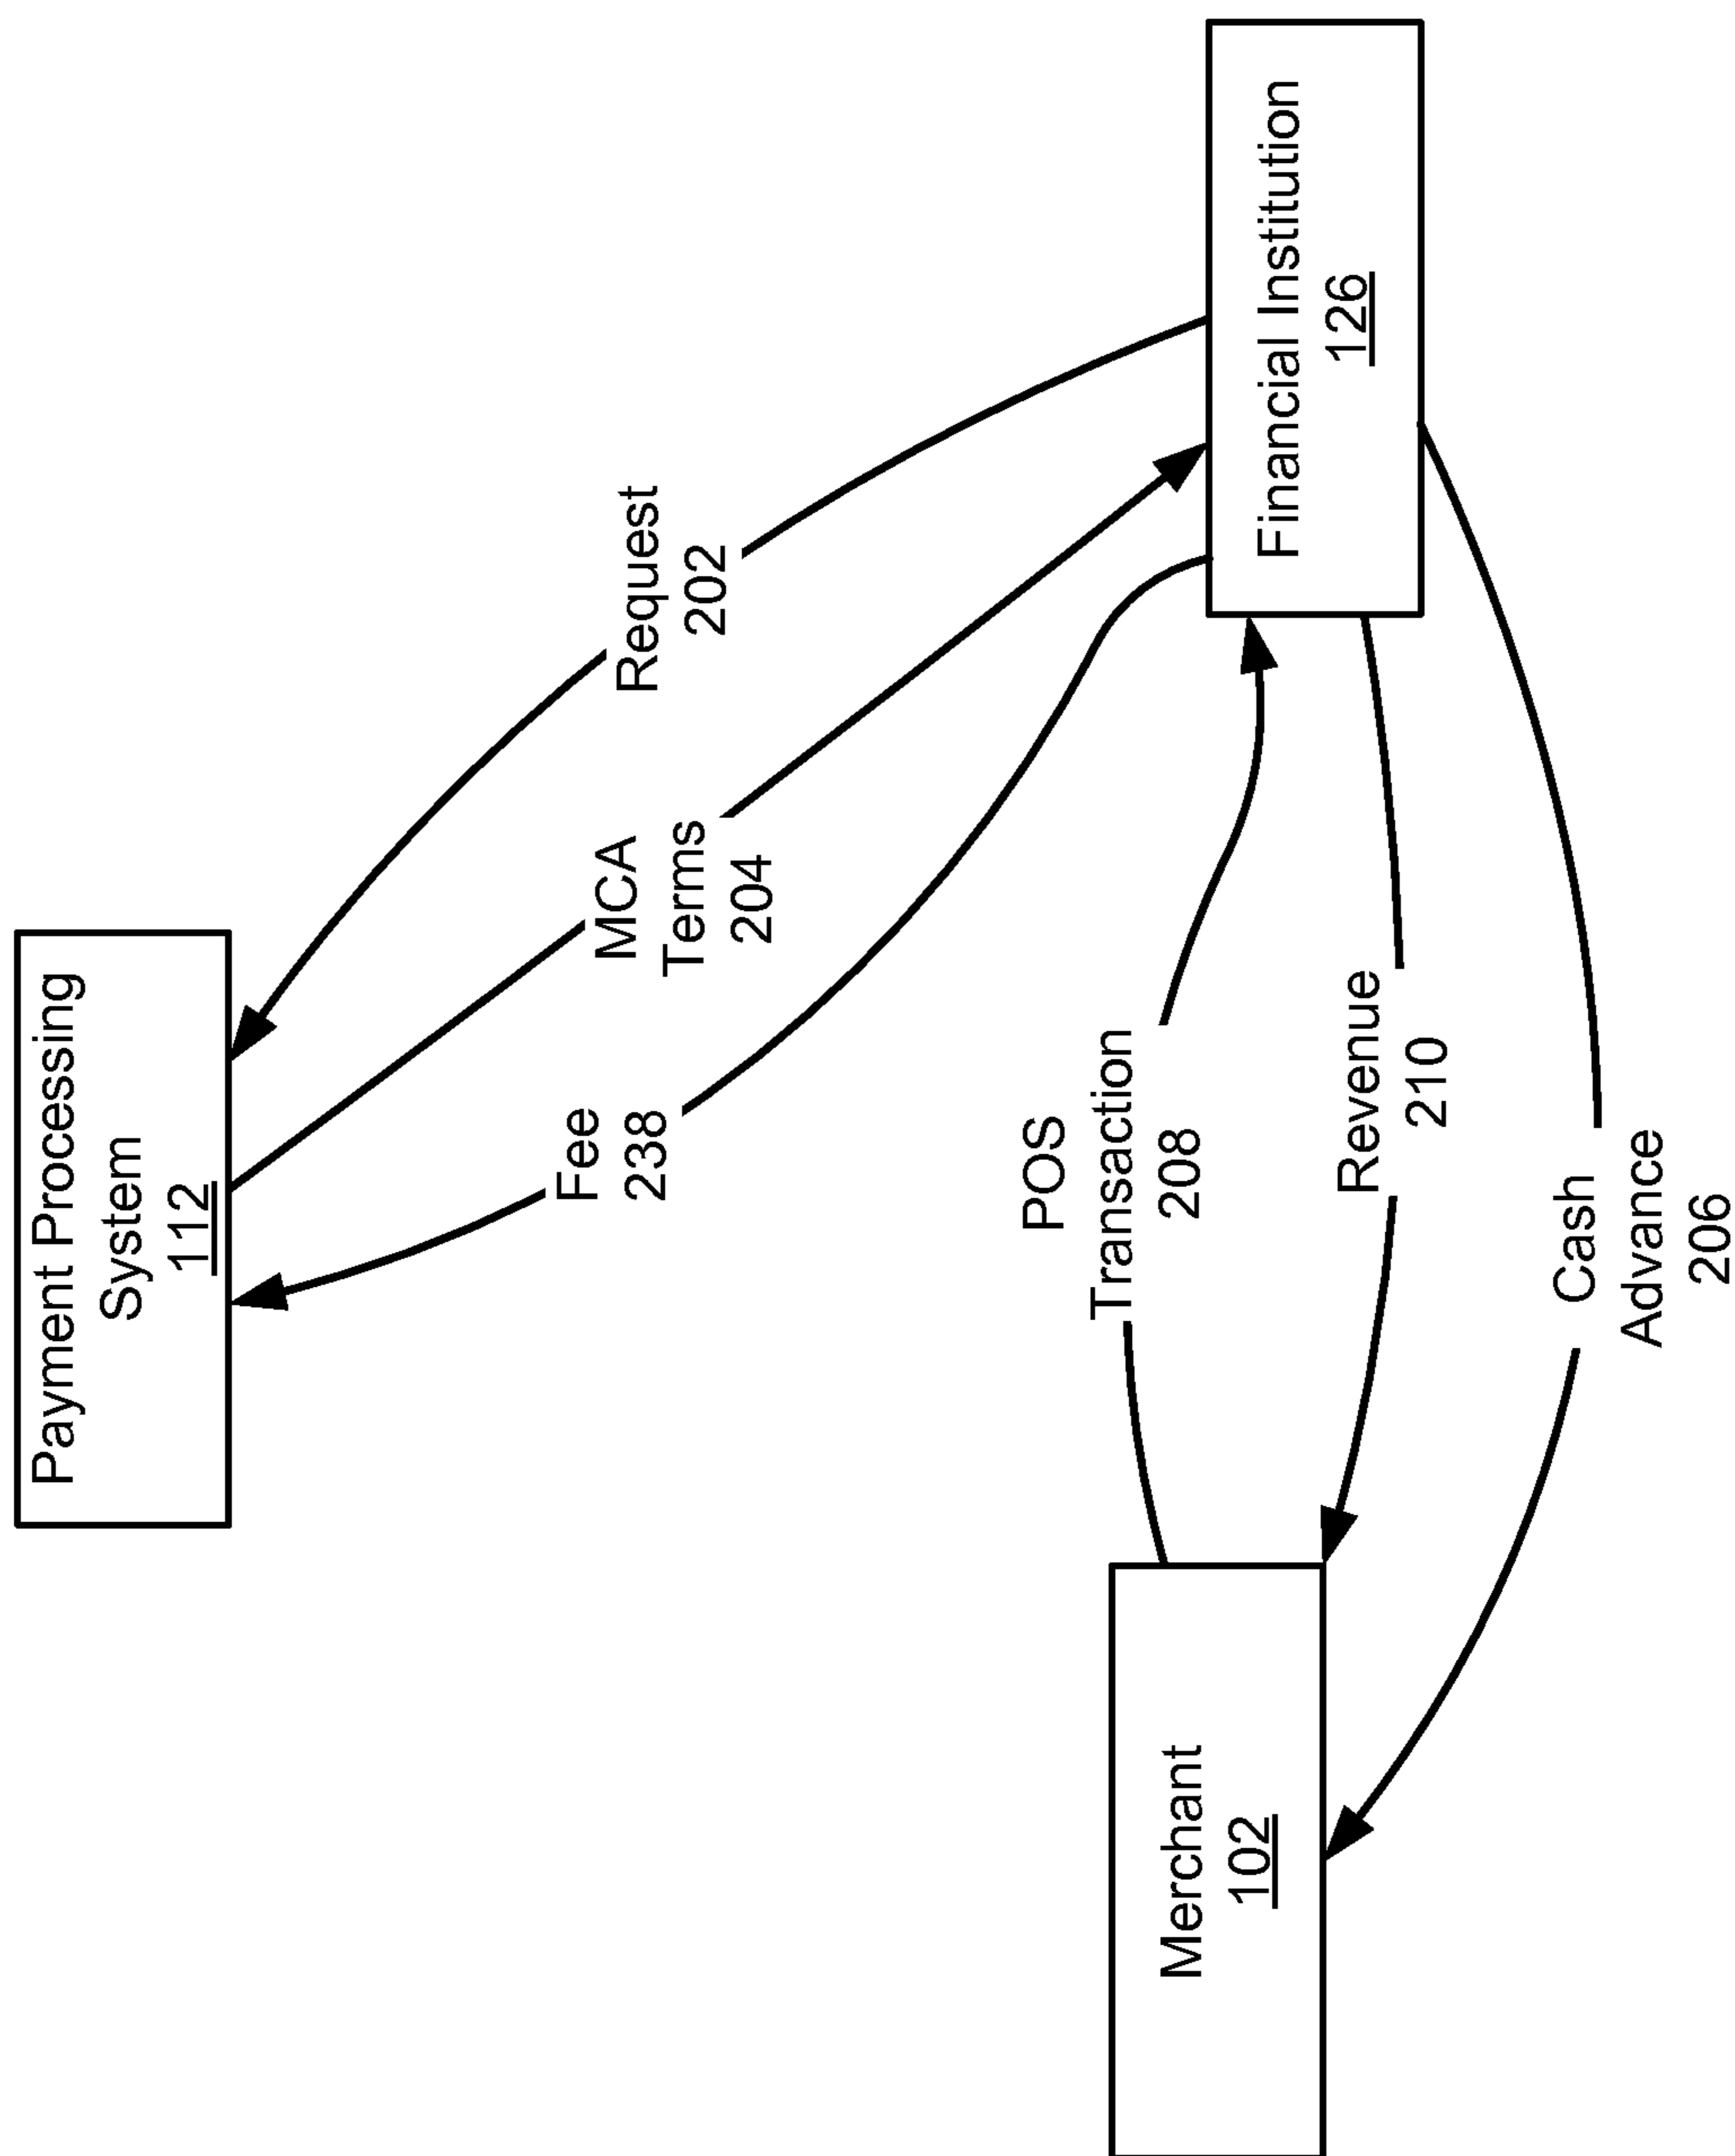 Payment Processing
System
112
Request
202
MCA
Terms
204
Fee
238
POS
Transaction
208
Revenue
210
Cash
Advance
206
Merchant
102
Financial Institution
126